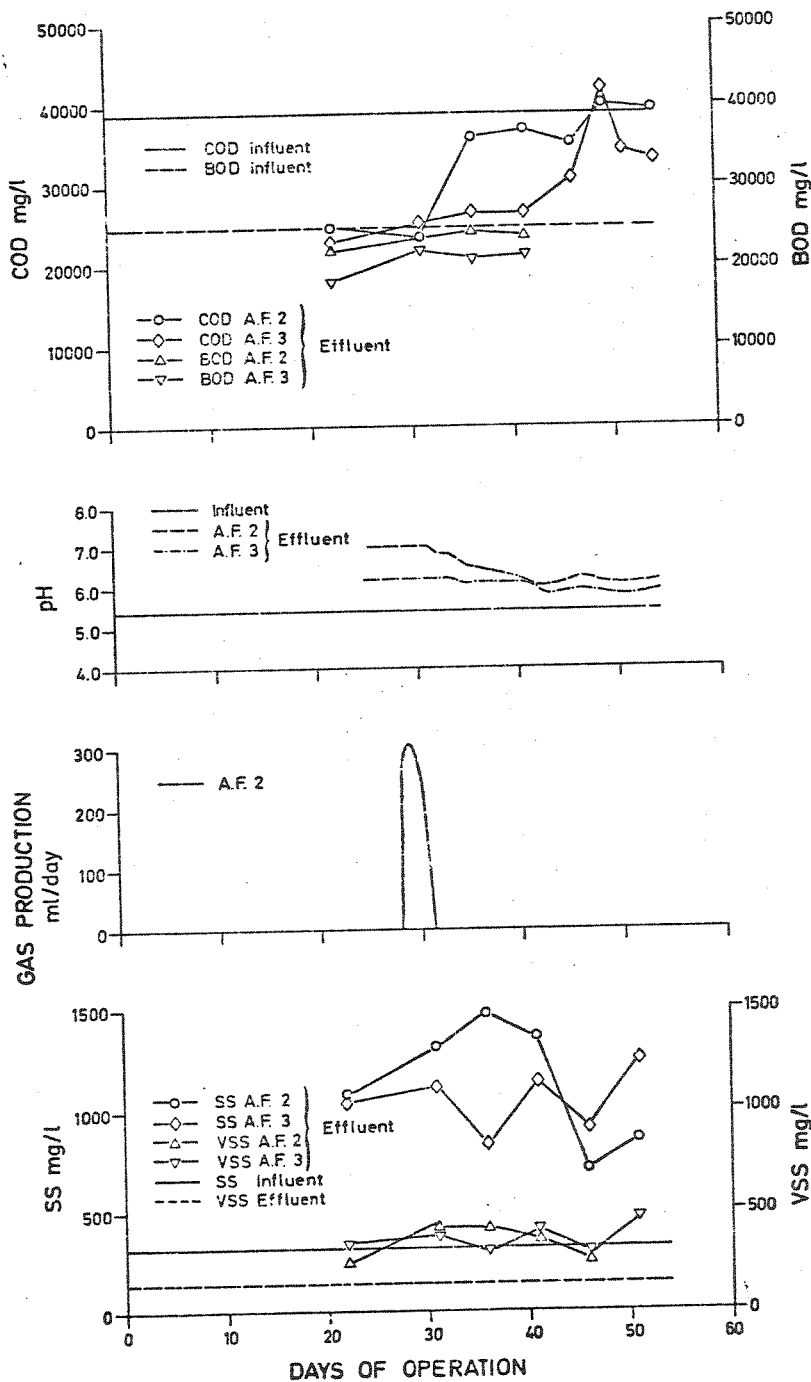 50000
40000
30000
20000
10000
0
COD mg/l
50000
40000
30000
20000
10000
0
BOD mg/l
COD influent
BOD influent
COD A.F. 2
COD A.F. 3
BCD A.F. 2
BOD A.F. 3
Effluent
8.0
7.0
6.0
5.0
4.0
pH
Influent
A.F. 2
A.F. 3
Effluent
300
200
100
0
GAS PRODUCTION
ml/day
A.F. 2
1500
1000
500
0
SS mg/l
1500
1000
500
0
VSS mg/l
SS A.F. 2
SS A.F. 3
VSS A.F. 2
VSS A.F. 3
Effluent
SS Influent
VSS Effluent
0 10 20 30 40 50 60
DAYS OF OPERATION